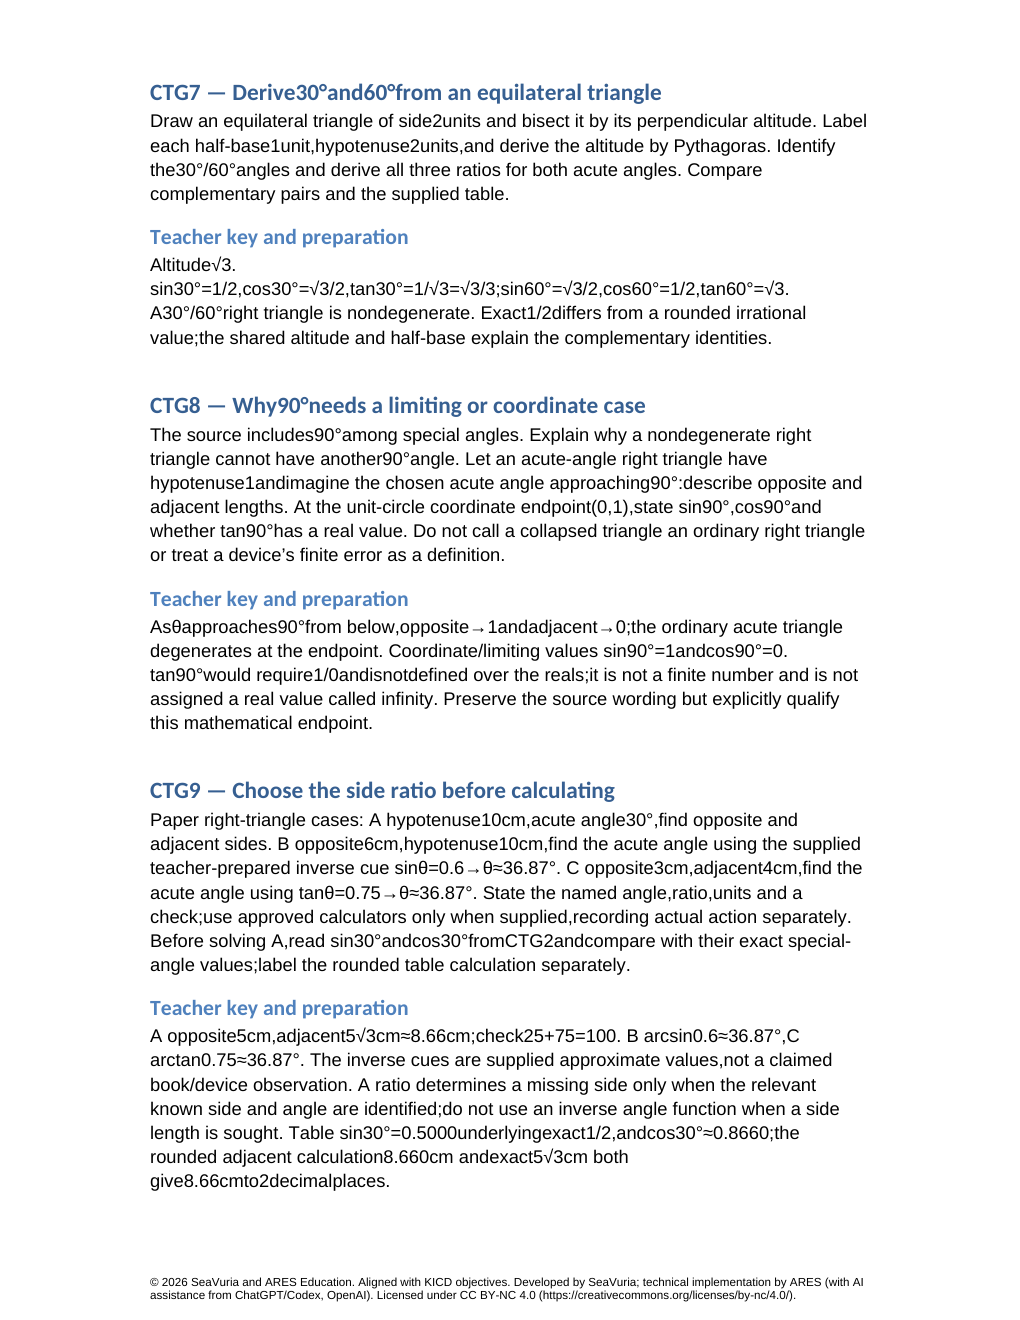 CTG7 — Derive30°and60°from an equilateral triangle
Draw an equilateral triangle of side2units and bisect it by its perpendicular altitude. Label
each half-base1unit,hypotenuse2units,and derive the altitude by Pythagoras. Identify
the30°/60°angles and derive all three ratios for both acute angles. Compare
complementary pairs and the supplied table.
Teacher key and preparation
Altitude√3.
sin30°=1/2,cos30°=√3/2,tan30°=1/√3=√3/3;sin60°=√3/2,cos60°=1/2,tan60°=√3.
A30°/60°right triangle is nondegenerate. Exact1/2differs from a rounded irrational
value;the shared altitude and half-base explain the complementary identities.
CTG8 — Why90°needs a limiting or coordinate case
The source includes90°among special angles. Explain why a nondegenerate right
triangle cannot have another90°angle. Let an acute-angle right triangle have
hypotenuse1andimagine the chosen acute angle approaching90°:describe opposite and
adjacent lengths. At the unit-circle coordinate endpoint(0,1),state sin90°,cos90°and
whether tan90°has a real value. Do not call a collapsed triangle an ordinary right triangle
or treat a device’s finite error as a definition.
Teacher key and preparation
Asθapproaches90°from below,opposite→1andadjacent→0;the ordinary acute triangle
degenerates at the endpoint. Coordinate/limiting values sin90°=1andcos90°=0.
tan90°would require1/0andisnotdefined over the reals;it is not a finite number and is not
assigned a real value called infinity. Preserve the source wording but explicitly qualify
this mathematical endpoint.
CTG9 — Choose the side ratio before calculating
Paper right-triangle cases: A hypotenuse10cm,acute angle30°,find opposite and
adjacent sides. B opposite6cm,hypotenuse10cm,find the acute angle using the supplied
teacher-prepared inverse cue sinθ=0.6→θ≈36.87°. C opposite3cm,adjacent4cm,find the
acute angle using tanθ=0.75→θ≈36.87°. State the named angle,ratio,units and a
check;use approved calculators only when supplied,recording actual action separately.
Before solving A,read sin30°andcos30°fromCTG2andcompare with their exact special-
angle values;label the rounded table calculation separately.
Teacher key and preparation
A opposite5cm,adjacent5√3cm≈8.66cm;check25+75=100. B arcsin0.6≈36.87°,C
arctan0.75≈36.87°. The inverse cues are supplied approximate values,not a claimed
book/device observation. A ratio determines a missing side only when the relevant
known side and angle are identified;do not use an inverse angle function when a side
length is sought. Table sin30°=0.5000underlyingexact1/2,andcos30°≈0.8660;the
rounded adjacent calculation8.660cm andexact5√3cm both
give8.66cmto2decimalplaces.
© 2026 SeaVuria and ARES Education. Aligned with KICD objectives. Developed by SeaVuria; technical implementation by ARES (with AI
assistance from ChatGPT/Codex, OpenAI). Licensed under CC BY-NC 4.0 (https://creativecommons.org/licenses/by-nc/4.0/).